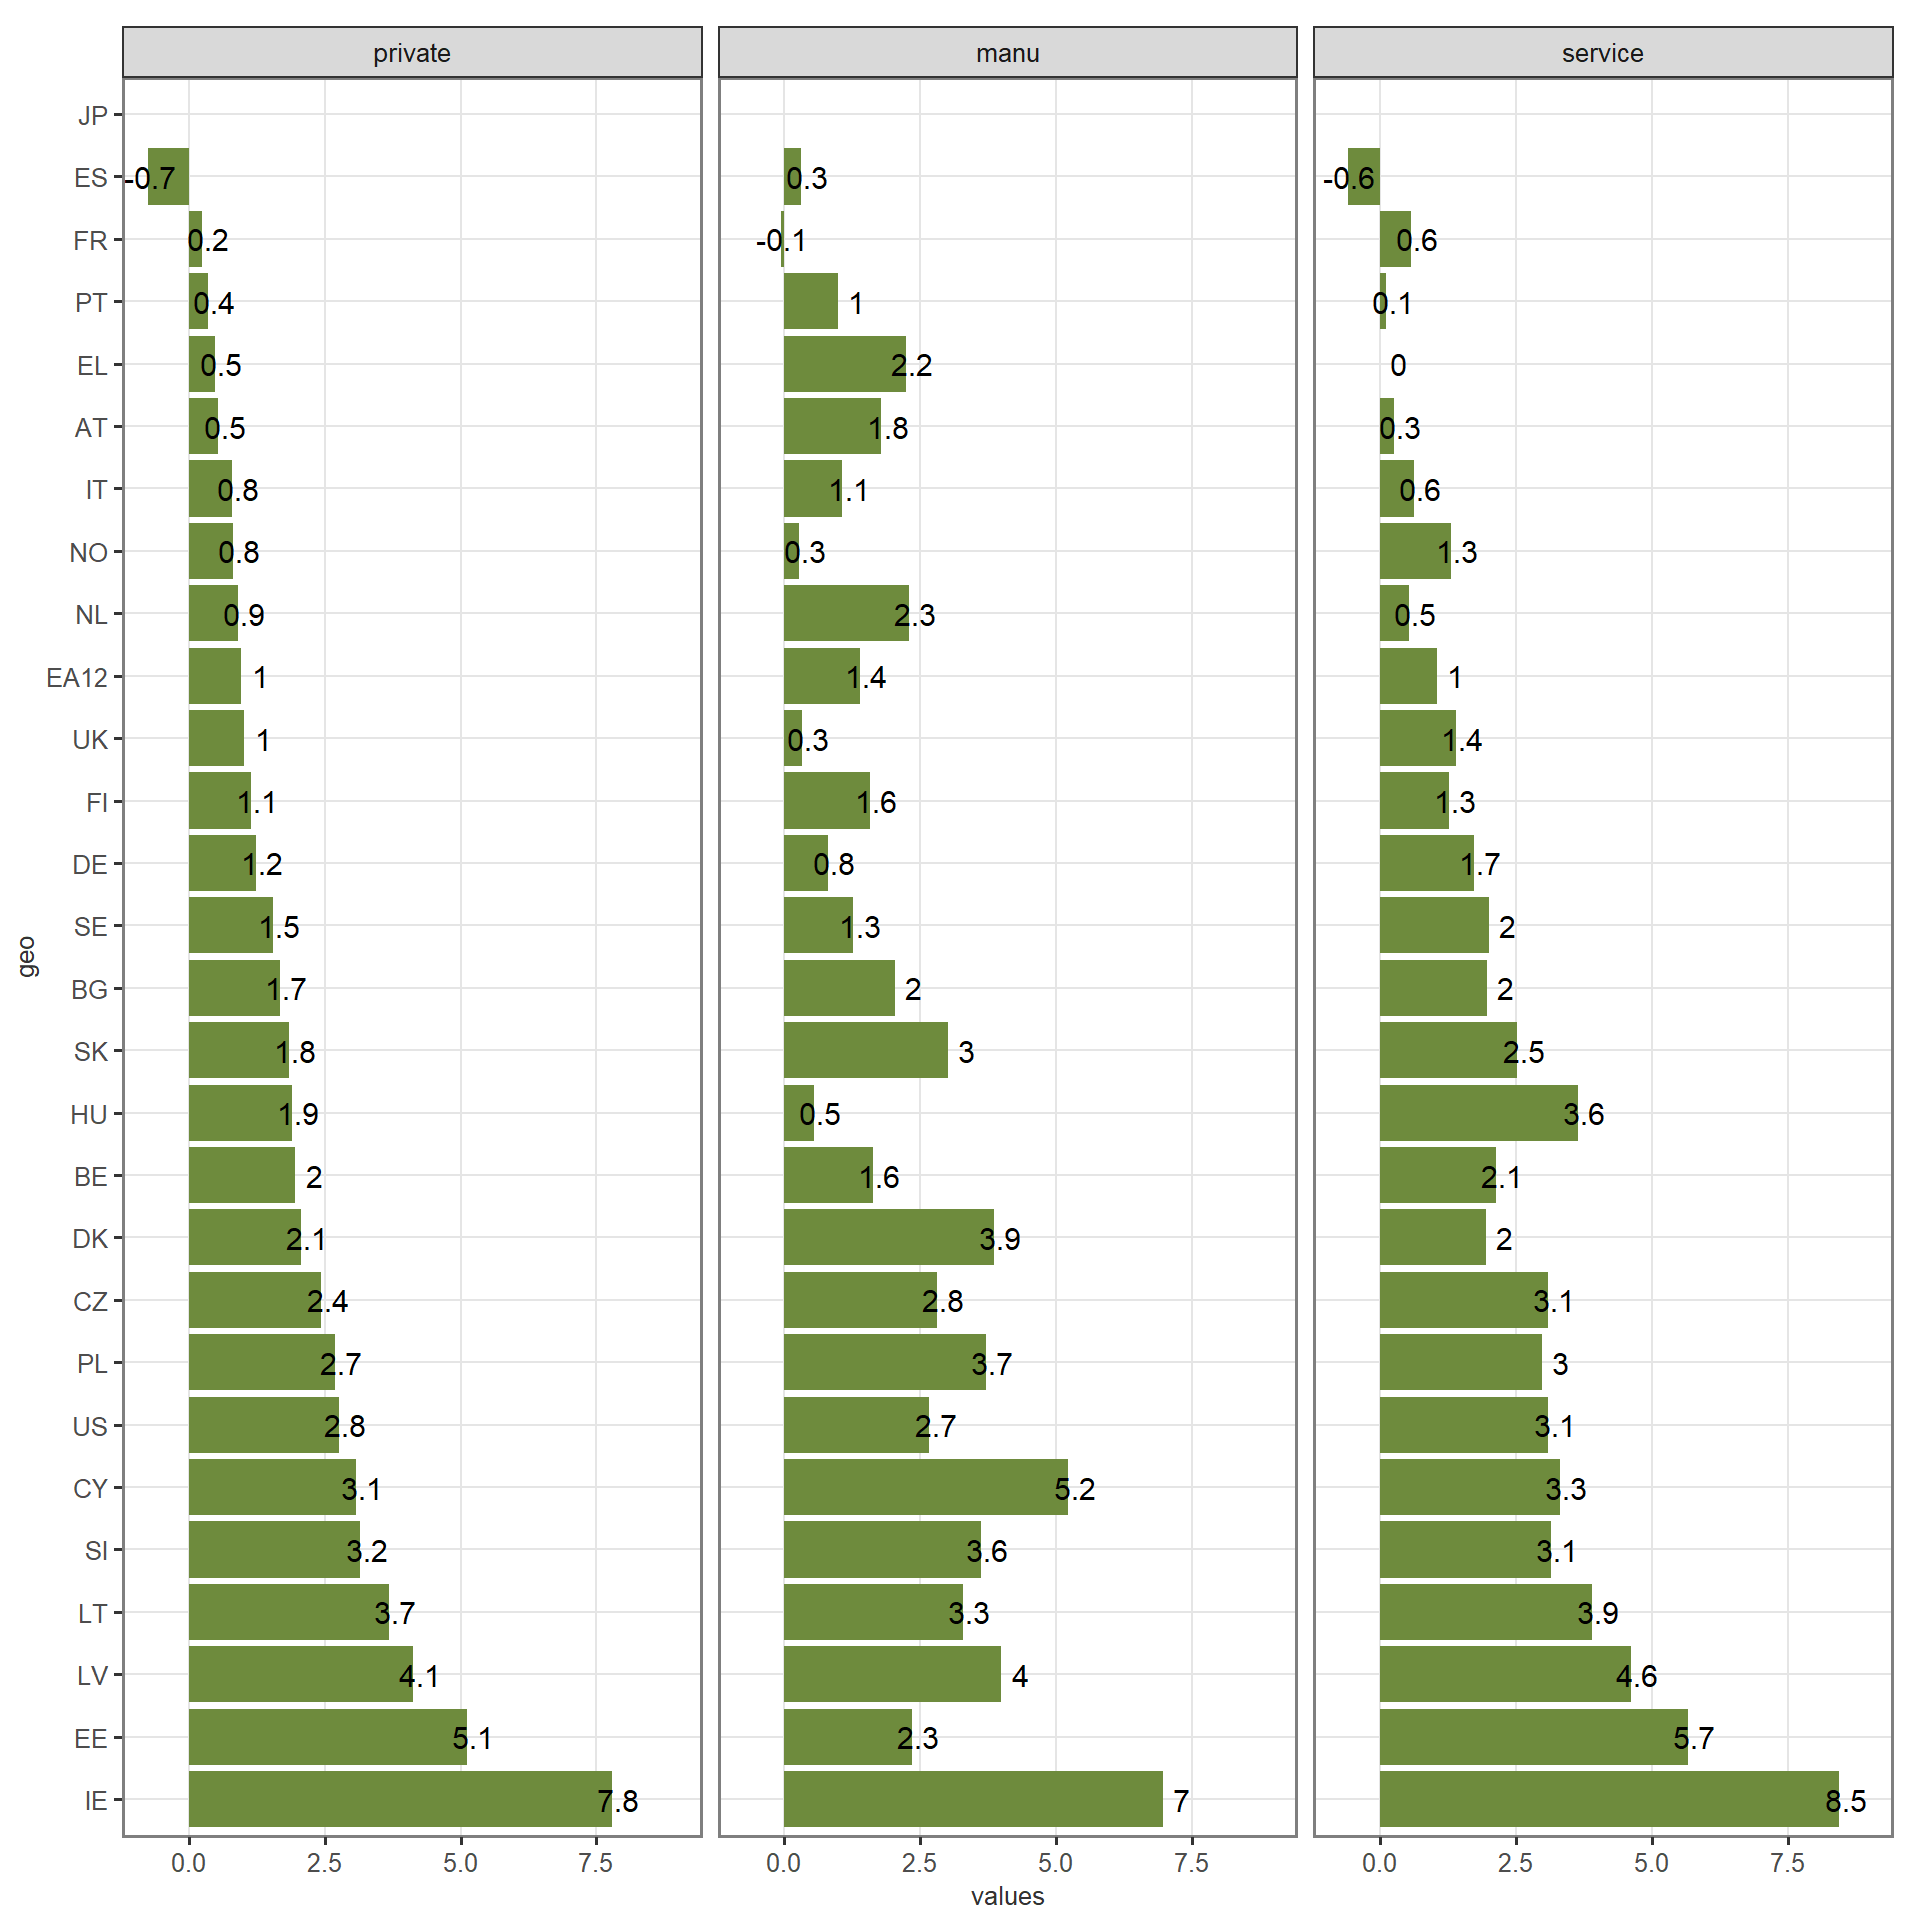 private manu service
JP
ES -0.7 0.3 -0.6
FR 0.2 -0.1 0.6
PT 0.4 1 0.1
EL 0.5 2.2 0
AT 0.5 1.8 0.3
IT 0.8 1.1 0.6
NO 0.8 0.3 1.3
NL 0.9 2.3 0.5
EA12 1 1.4 1
UK 1 0.3 1.4
FI 1.1 1.6 1.3
DE 1.2 0.8 1.7
SE 1.5 1.3 2
geo
BG 1.7 2 2
SK 1.8 3 2.5
HU 1.9 0.5 3.6
BE 2 1.6 2.1
DK 2.1 3.9 2
CZ 2.4 2.8 3.1
PL 2.7 3.7 3
US 2.8 2.7 3.1
CY 3.1 5.2 3.3
SI 3.2 3.6 3.1
LT 3.7 3.3 3.9
LV 4.1 4 4.6
EE 5.1 2.3 5.7
IE 7.8 7 8.5
0.0 2.5 5.0 7.5 0.0 2.5 5.0 7.5 0.0 2.5 5.0 7.5
values